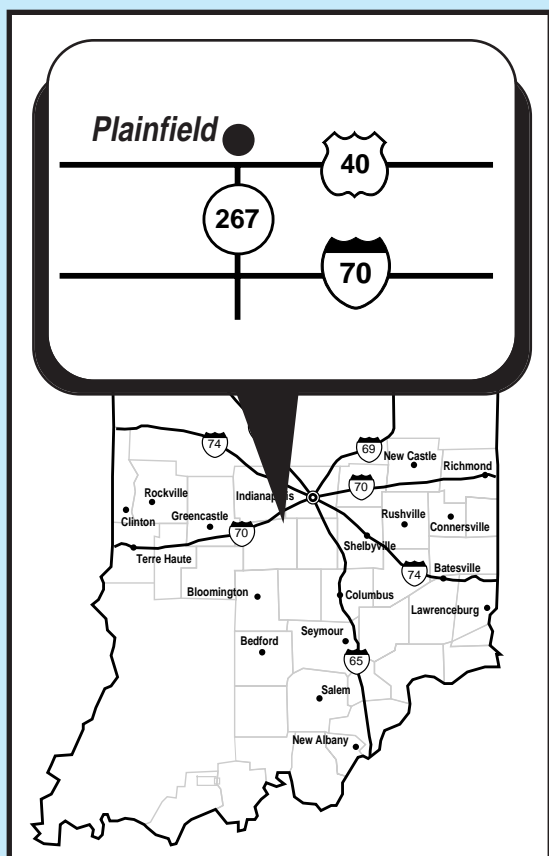 Plainfield
40
267
70
74
69
New Castle
Richmond
70
Rockville
Indianapolis
Clinton
Greencastle
Rushville
Connersville
70
Terre Haute
Shelbyville
74
Batesville
Bloomington
Columbus
Lawrenceburg
Seymour
Bedford
65
Salem
New Albany